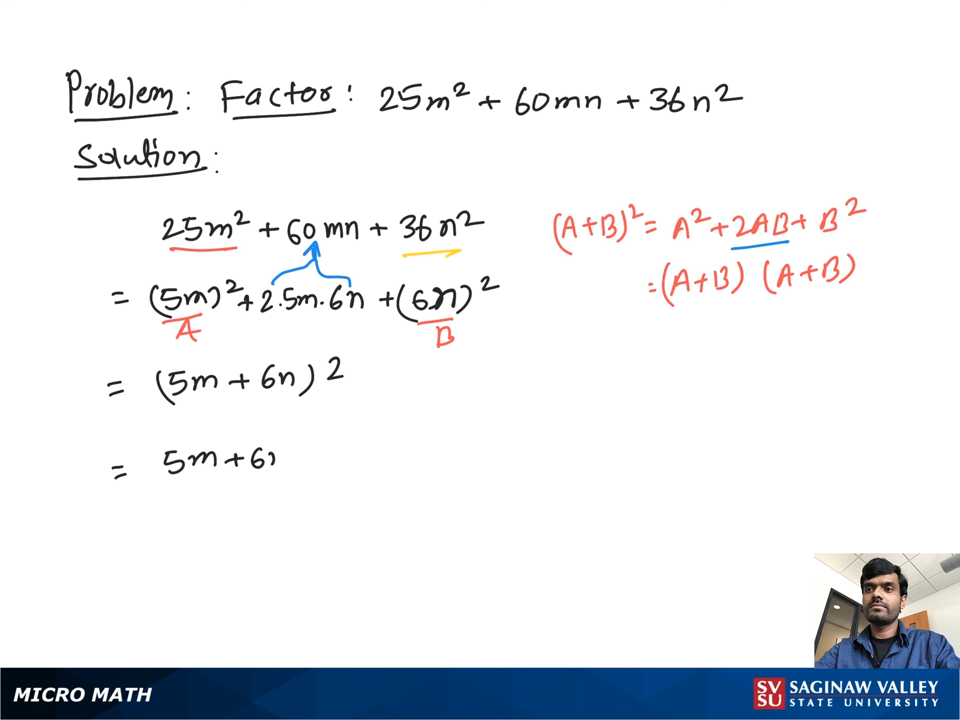 Problem: Factor: 25m² + 60mn + 36n²
Solution:
25m² + 60mn + 36n²
= (5m)² + 2.5m.6n + (6n)²
A B
= (5m + 6n)²
= 5m + 6
(A+B)² = A² + 2AB + B²
= (A+B) (A+B)
MICRO MATH
SV SU SAGINAW VALLEY
STATE UNIVERSITY